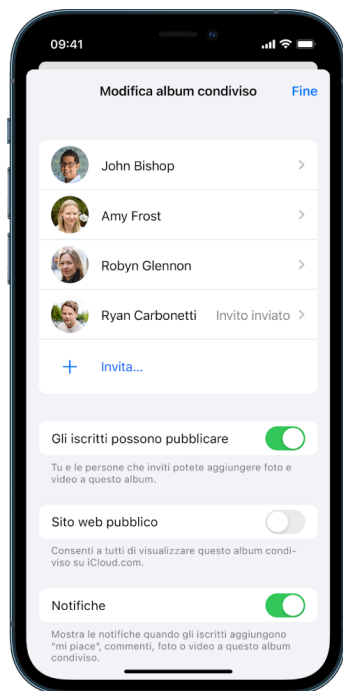 09:41
Modifica album condiviso Fine
John Bishop
Amy Frost
Robyn Glennon
Ryan Carbonetti Invito inviato
Invita...
Gli iscritti possono pubblicare
Tu e le persone che inviti potete aggiungere foto e
video a questo album.
Sito web pubblico
Consenti a tutti di visualizzare questo album condi-
viso su iCloud.com.
Notifiche
Mostra le notifiche quando gli iscritti aggiungono
“mi piace”, commenti, foto o video a questo album
condiviso.